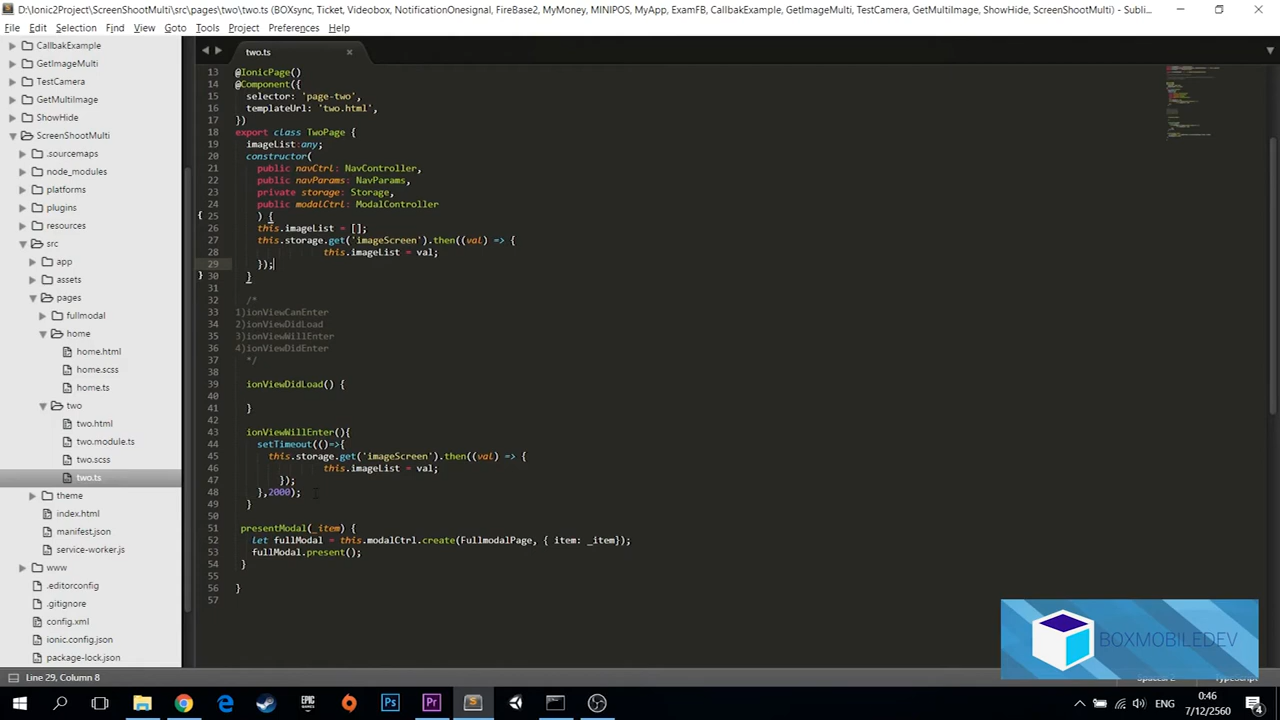 D:\Ionic2Project\ScreenShootMulti\src\pages\two\two.ts (BOXsync, Ticket, Videobox, NotificationOnesignal, FireBase2, MyMoney, MINIPOS, MyApp, ExamFB, CallbakExample, GetImageMulti, TestCamera, GetMultiImage, ShowHide, ScreenShootMulti) - Subli...
File Edit Selection Find View Goto Tools Project Preferences Help
CallbakExample
GetImageMulti
TestCamera
GetMultiImage
ShowHide
ScreenShootMulti
.sourcemaps
node_modules
platforms
plugins
resources
src
app
assets
pages
fullmodal
home
home.html
home.scss
home.ts
two
two.html
two.module.ts
two.scss
two.ts
theme
index.html
manifest.json
service-worker.js
www
.editorconfig
.gitignore
config.xml
ionic.config.json
package-lock.json
two.ts
13 @IonicPage()
14 @Component({
15 selector: 'page-two',
16 templateUrl: 'two.html',
17 })
18 export class TwoPage {
19 imageList:any;
20 constructor(
21 public navCtrl: NavController,
22 public navParams: NavParams,
23 private storage: Storage,
24 public modalCtrl: ModalController
25 ) {
26 this.imageList = [];
27 this.storage.get('imageScreen').then((val) => {
28 this.imageList = val;
29 });
30 }
31
32 /*
33 1)ionViewCanEnter
34 2)ionViewDidLoad
35 3)ionViewWillEnter
36 4)ionViewDidEnter
37 */
38
39 ionViewDidLoad() {
40
41 }
42
43 ionViewWillEnter(){
44 setTimeout(()=>{
45 this.storage.get('imageScreen').then((val) => {
46 this.imageList = val;
47 });
48 },2000);
49 }
50
51 presentModal(_item) {
52 let fullModal = this.modalCtrl.create(FullmodalPage, { item: _item});
53 fullModal.present();
54 }
55
56 }
57
BOXMOBILEDEV
Line 29, Column 8
ENG
0:46
7/12/2560